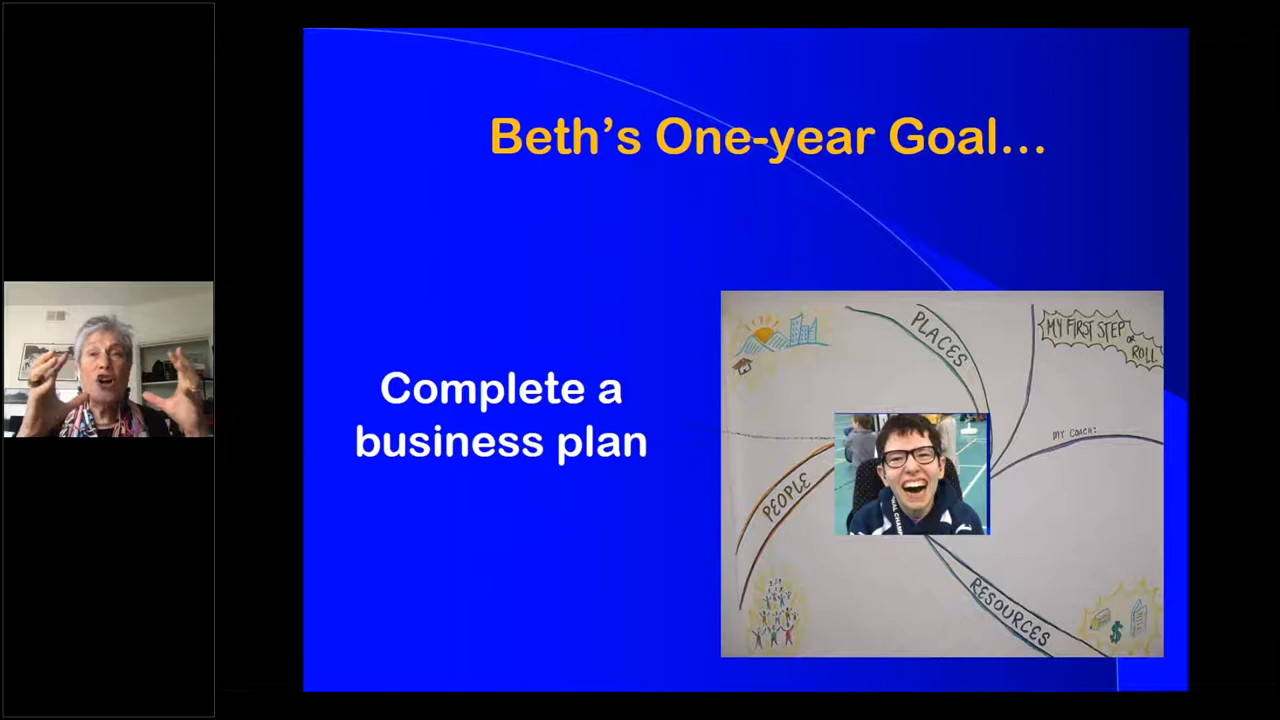 Beth's One-year Goal...
Complete a
business plan
PLACES
MY FIRST STEP
OR
ROLL
MY COACH:
PEOPLE
RESOURCES
$